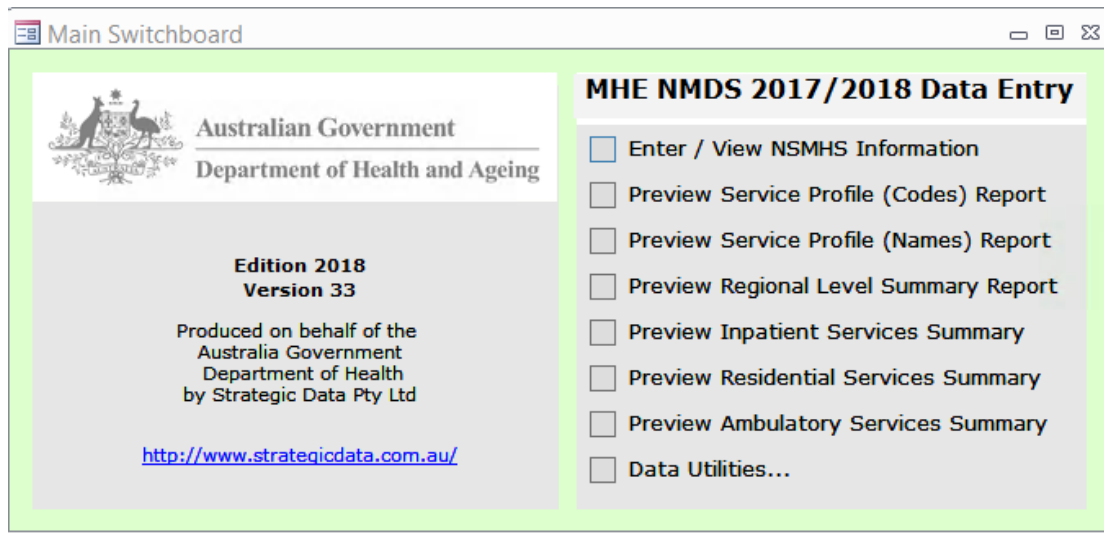 Main Switchboard
Australian Government
Department of Health and Ageing
Edition 2018
Version 33
Produced on behalf of the
Australia Government
Department of Health
by Strategic Data Pty Ltd
http://www.strategicdata.com.au/
MHE NMDS 2017/2018 Data Entry
Enter / View NSMHS Information
Preview Service Profile (Codes) Report
Preview Service Profile (Names) Report
Preview Regional Level Summary Report
Preview Inpatient Services Summary
Preview Residential Services Summary
Preview Ambulatory Services Summary
Data Utilities...